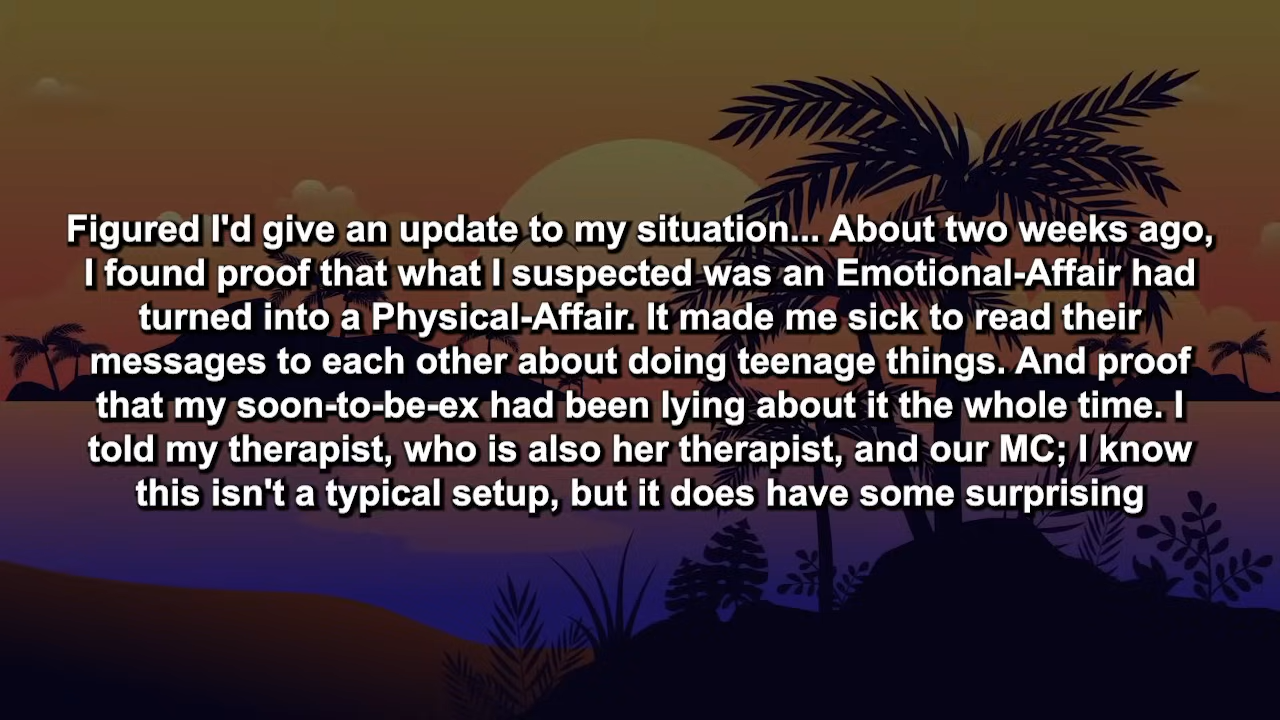 Figured I'd give an update to my situation... About two weeks ago,
I found proof that what I suspected was an Emotional-Affair had
turned into a Physical-Affair. It made me sick to read their
messages to each other about doing teenage things. And proof
that my soon-to-be-ex had been lying about it the whole time. I
told my therapist, who is also her therapist, and our MC; I know
this isn't a typical setup, but it does have some surprising